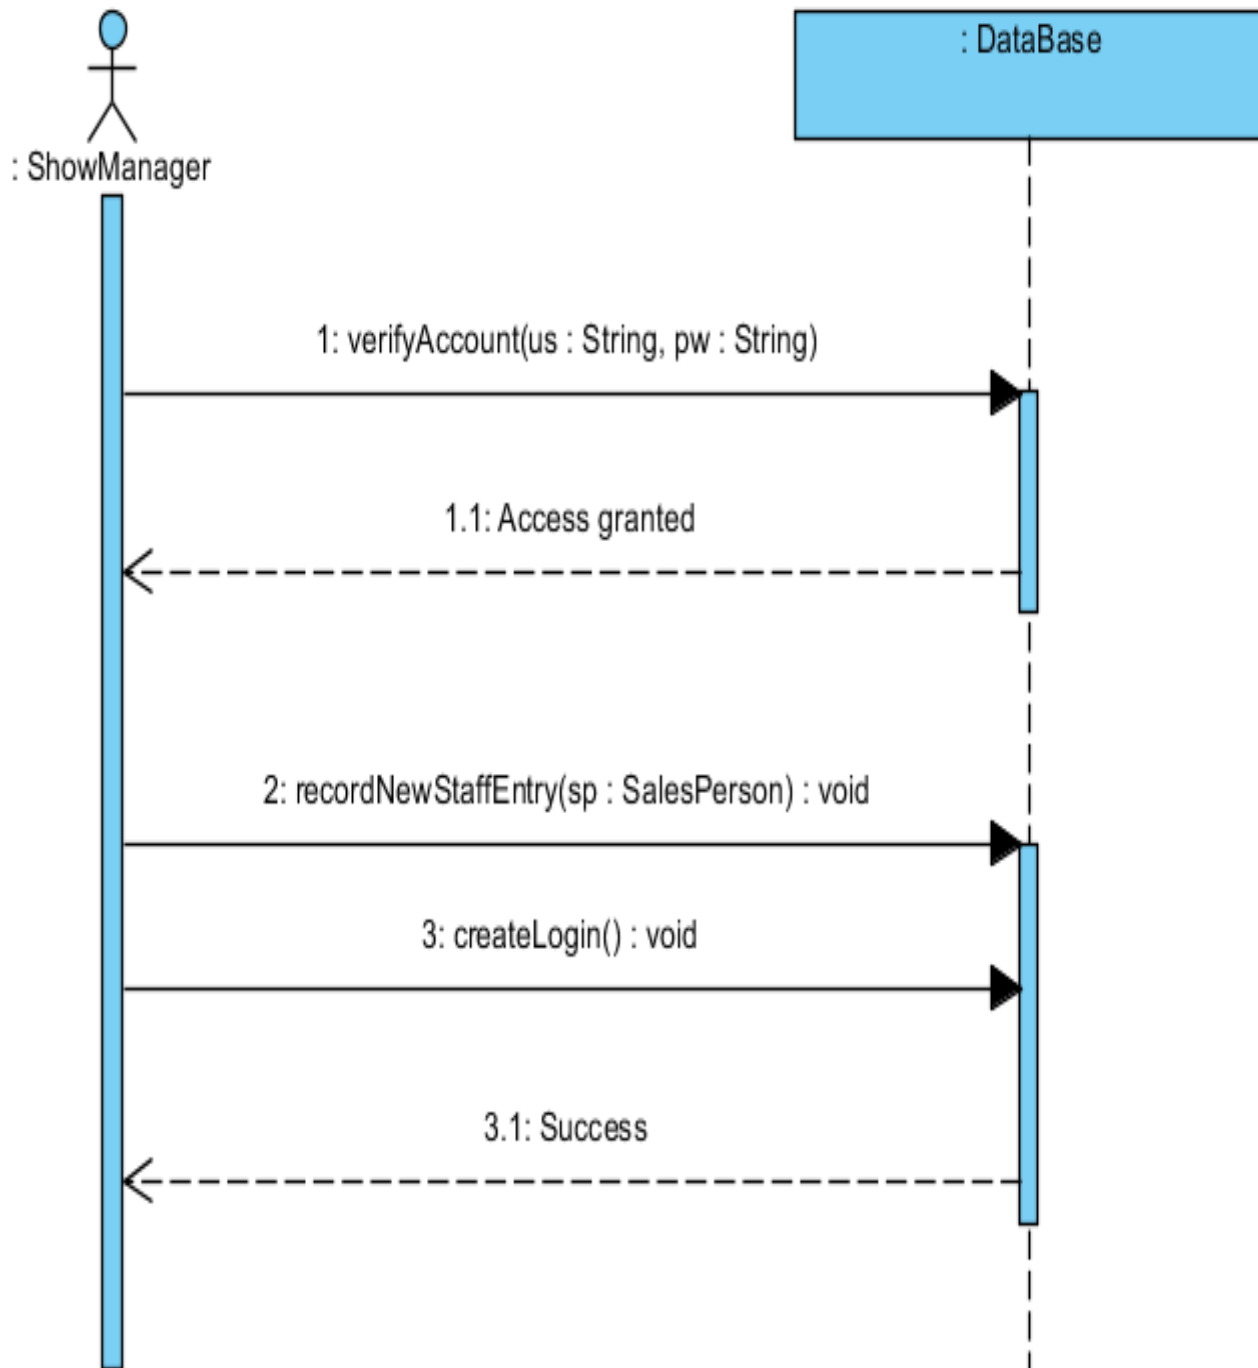 : DataBase
: ShowManager
1: verifyAccount(us : String, pw : String)
1.1: Access granted
2: recordNewStaffEntry(sp : SalesPerson) : void
3: createLogin() : void
3.1: Success